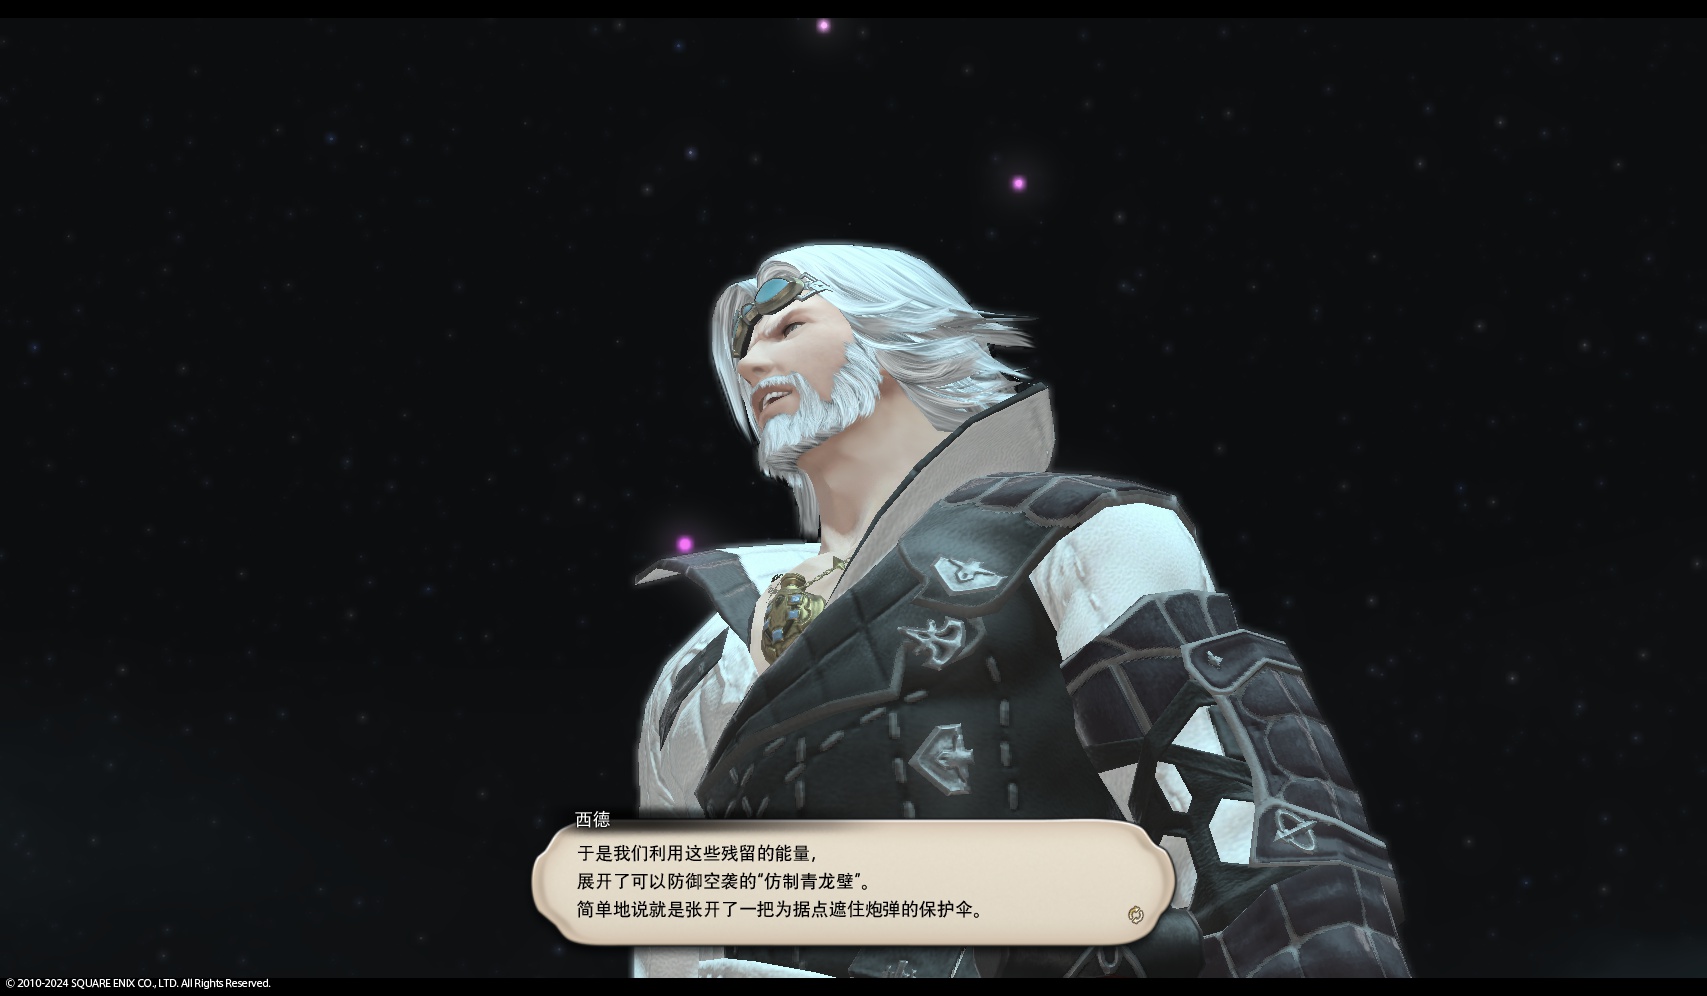 西德
于是我们利用这些残留的能量，
展开了可以防御空袭的“仿制青龙壁”。
简单地说就是张开了一把为据点遮住炮弹的保护伞。
© 2010-2024 SQUARE ENIX CO., LTD. All Rights Reserved.